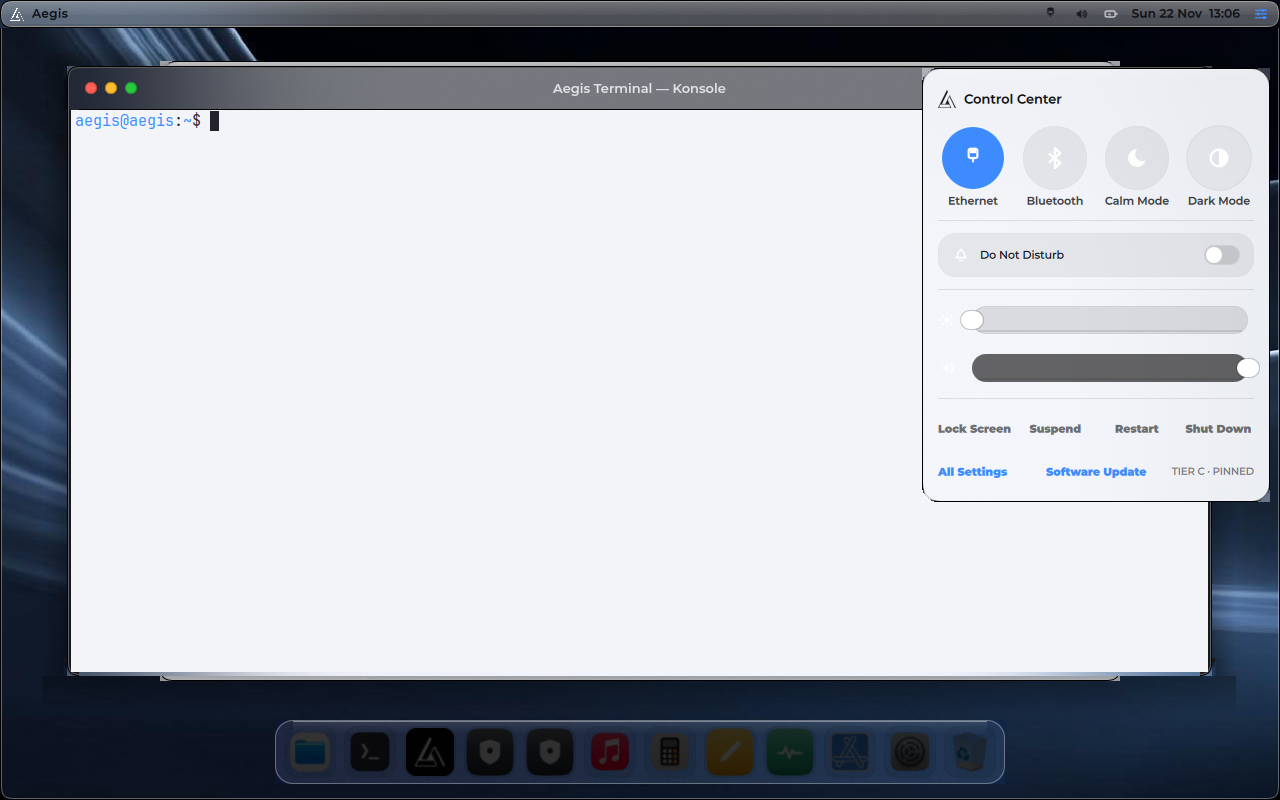 Aegis
Sun 22 Nov 13:06
Aegis Terminal — Konsole
aegis@aegis:~$
Control Center
Ethernet Bluetooth Calm Mode Dark Mode
Do Not Disturb
Lock Screen Suspend Restart Shut Down
All Settings Software Update TIER C · PINNED